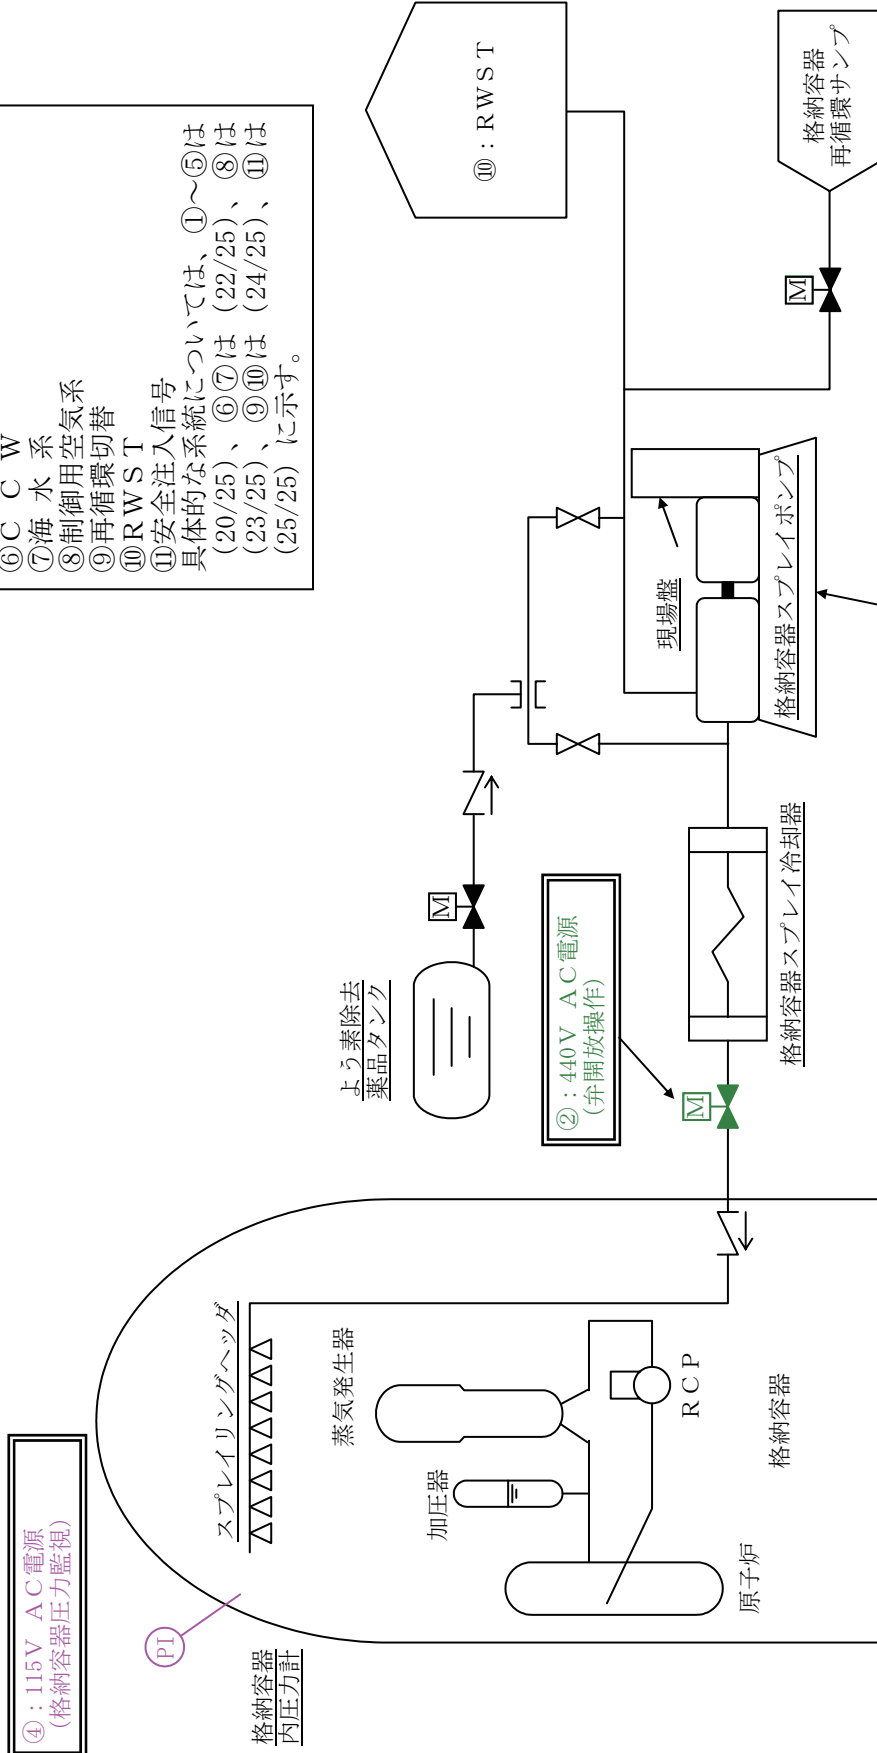 ⑥ＣＣＷ
⑦海水系
⑧制御用空気系
⑨再循環切替
⑩ＲＷＳＴ
⑪安全注入信号
具体的な系統については、①～⑤は
(20/25)、⑥⑦は (22/25)、⑧は
(23/25)、⑨⑩は (24/25)、⑪は
(25/25) に示す。
⑩：ＲＷＳＴ
格納容器
再循環サンプ
M
現場盤
格納容器スプレイポンプ
M
よう素除去
薬品タンク
②：440V ＡＣ電源
(弁開放操作)
M
格納容器スプレイ冷却器
スプレイリングヘッダ
蒸気発生器
加圧器
ＲＣＰ
原子炉
格納容器
④：115V ＡＣ電源
(格納容器圧力監視)
PI
格納容器
内圧力計